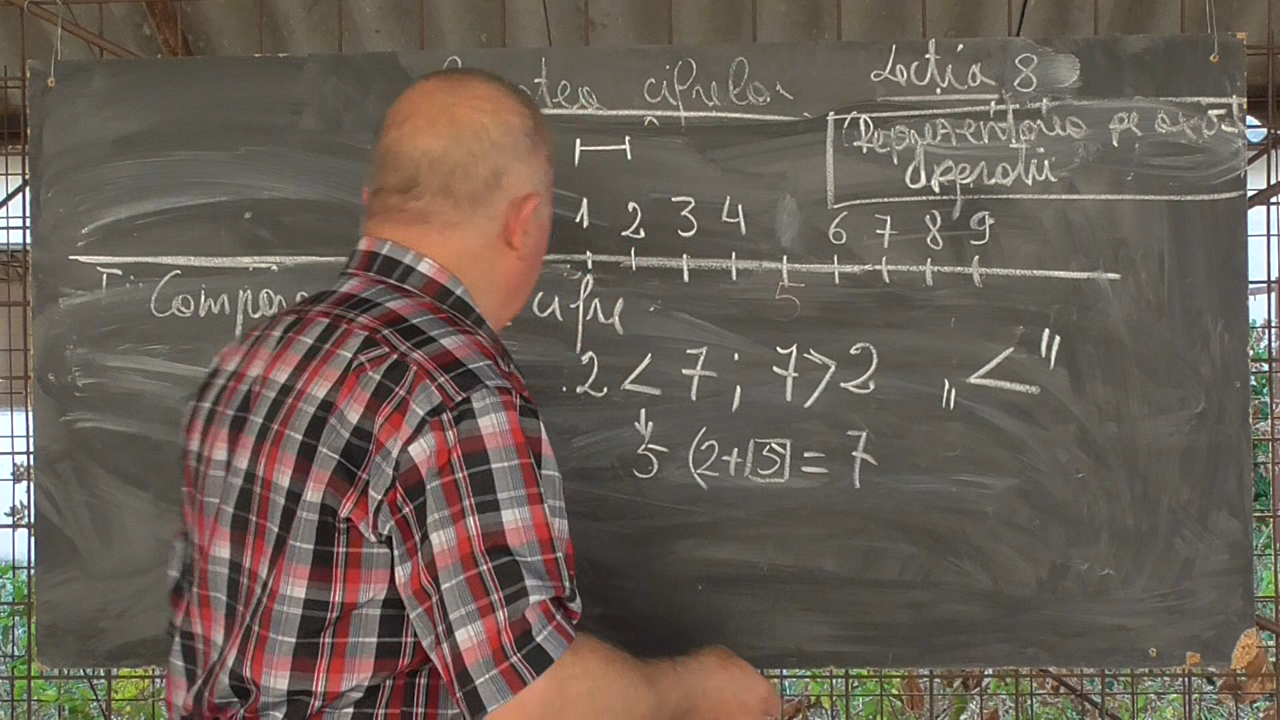 cifrelor Lecția 8
Reprezentarea pe axă
Operații
1 2 3 4 6 7 8 9
5
I. cifre
2 < 7 ; 7 > 2 „<"
5 (2+5 = 7